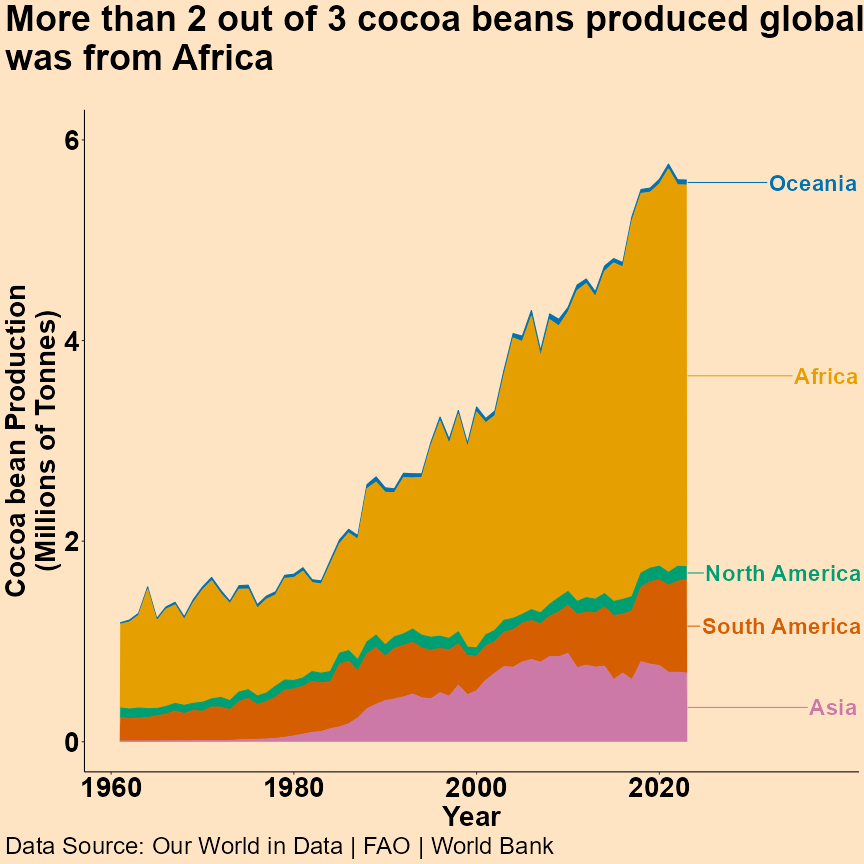 More than 2 out of 3 cocoa beans produced global
was from Africa
6
Oceania
4
Africa
Cocoa bean Production
(Millions of Tonnes)
2
North America
South America
Asia
0
1960
1980
2000
2020
Year
Data Source: Our World in Data | FAO | World Bank